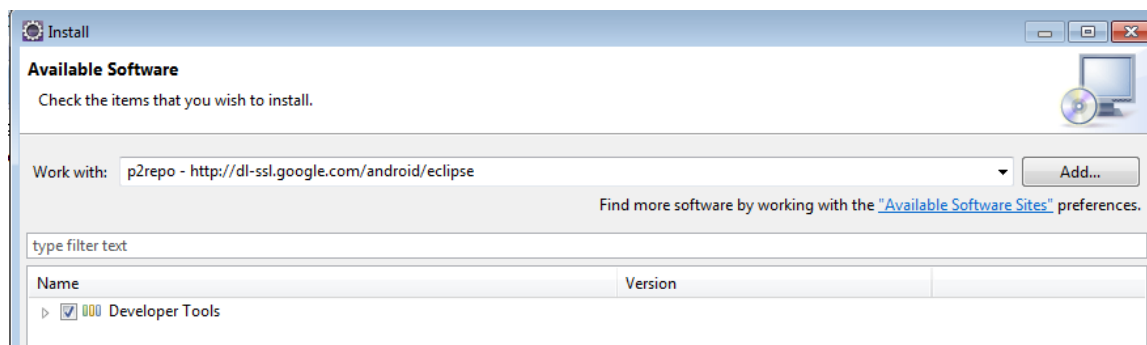 Install
Available Software
Check the items that you wish to install.
Work with: p2repo - http://dl-ssl.google.com/android/eclipse Add...
Find more software by working with the "Available Software Sites" preferences.
type filter text
Name Version
Developer Tools